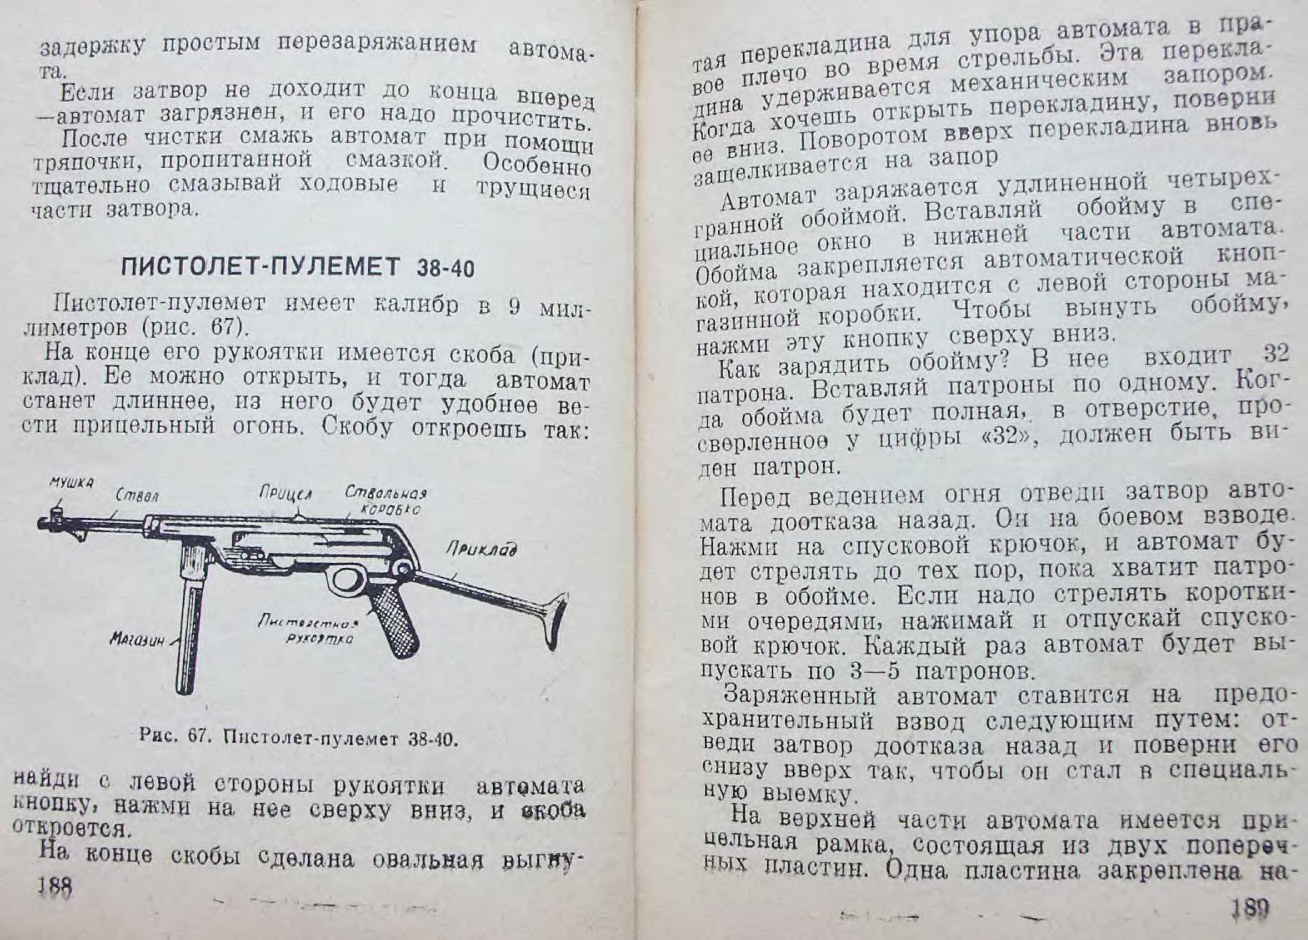 задержку простым перезаряжанием автома-
та.
Если затвор не доходит до конца вперед
—автомат загрязнен, и его надо прочистить.
После чистки смажь автомат при помощи
тряпочки, пропитанной смазкой. Особенно
тщательно смазывай ходовые и трущиеся
части затвора.
ПИСТОЛЕТ-ПУЛЕМЕТ 38-40
Пистолет-пулемет имеет калибр в 9 мил-
лиметров (рис. 67).
На конце его рукоятки имеется скоба (при-
клад). Ее можно открыть, и тогда автомат
станет длиннее, из него будет удобнее ве-
сти прицельный огонь. Скобу откроешь так:
мушка
Ствол
Прицел
Ствольная
коробка
Приклад
Пистолетная
рукоятка
Магазин
Рис. 67. Пистолет-пулемет 38-40.
найди с левой стороны рукоятки автомата
кнопку, нажми на нее сверху вниз, и скоба
откроется.
На конце скобы сделана овальная выгну-
188
тая перекладина для упора автомата в пра-
вое плечо во время стрельбы. Эта перекла-
дина удерживается механическим запором.
Когда хочешь открыть перекладину, поверни
ее вниз. Поворотом вверх перекладина вновь
защелкивается на запор
Автомат заряжается удлиненной четырех-
гранной обоймой. Вставляй обойму в спе-
циальное окно в нижней части автомата.
Обойма закрепляется автоматической кноп-
кой, которая находится с левой стороны ма-
газинной коробки. Чтобы вынуть обойму,
нажми эту кнопку сверху вниз.
Как зарядить обойму? В нее входит 32
патрона. Вставляй патроны по одному. Ког-
да обойма будет полная, в отверстие, про-
сверленное у цифры «32», должен быть ви-
ден патрон.
Перед ведением огня отведи затвор авто-
мата доотказа назад. Он на боевом взводе.
Нажми на спусковой крючок, и автомат бу-
дет стрелять до тех пор, пока хватит патро-
нов в обойме. Если надо стрелять коротки-
ми очередями, нажимай и отпускай спуско-
вой крючок. Каждый раз автомат будет вы-
пускать по 3—5 патронов.
Заряженный автомат ставится на предо-
хранительный взвод следующим путем: от-
веди затвор доотказа назад и поверни его
снизу вверх так, чтобы он стал в специаль-
ную выемку.
На верхней части автомата имеется при-
цельная рамка, состоящая из двух попереч-
ных пластин. Одна пластина закреплена на-
189